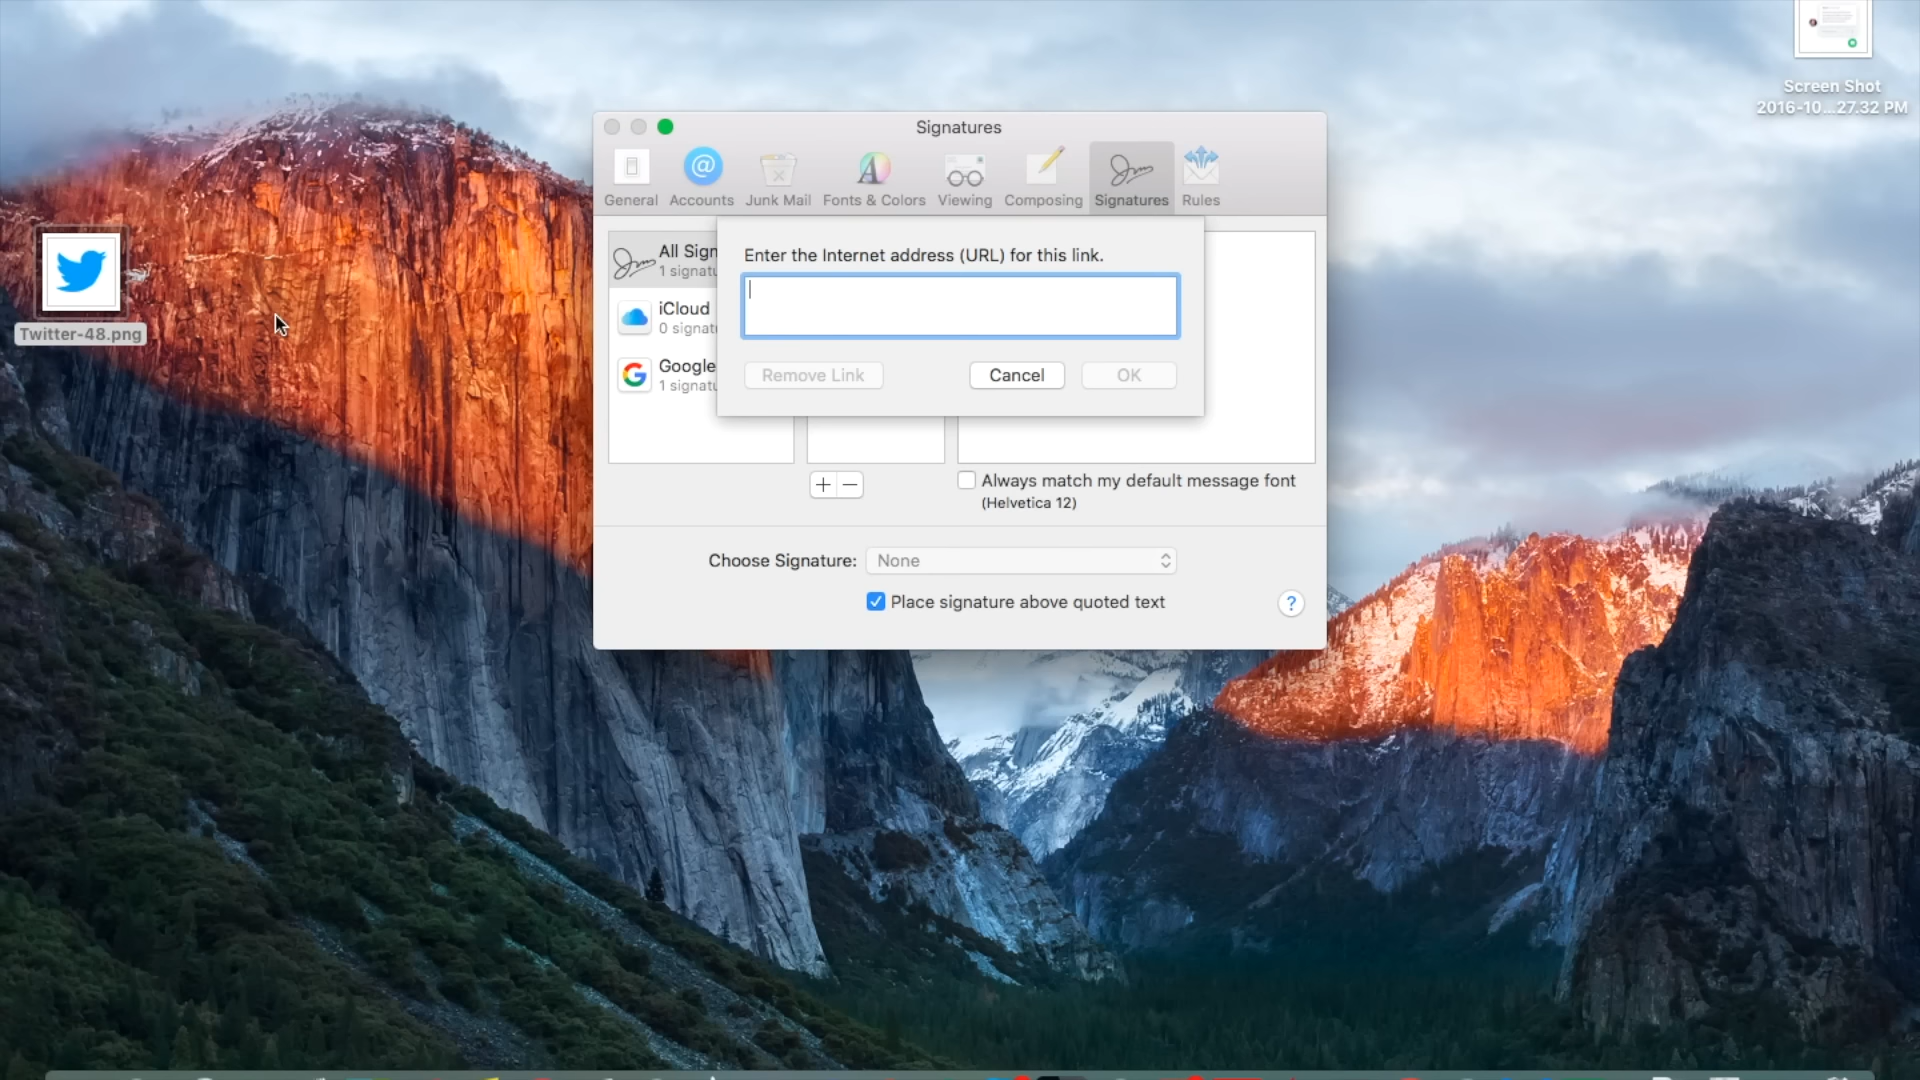 Screen Shot
2016-10...27.32 PM
Signatures
General Accounts Junk Mail Fonts & Colors Viewing Composing Signatures Rules
Twitter-48.png
All Sign
1 signatu
iCloud
0 signatu
Google
1 signatu
Enter the Internet address (URL) for this link.
Remove Link Cancel OK
Always match my default message font
(Helvetica 12)
Choose Signature: None
Place signature above quoted text
?